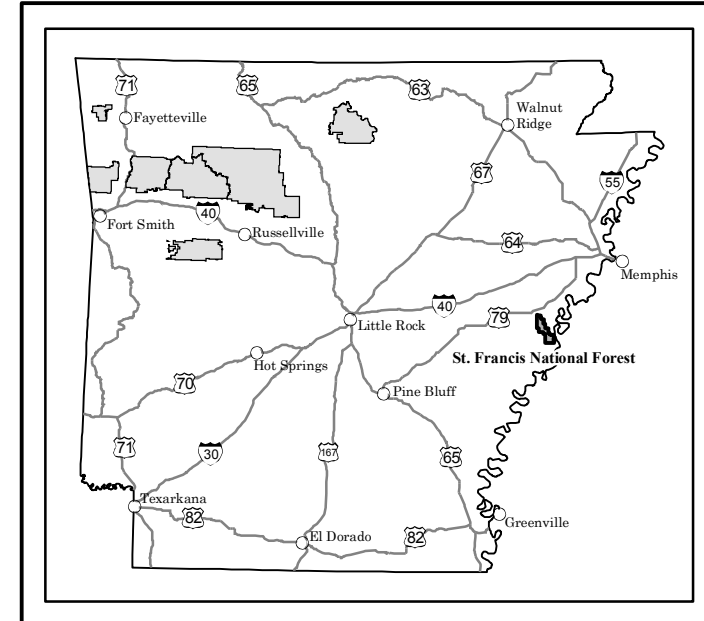 71
65
63
Fayetteville
Walnut
Ridge
67
55
40
Fort Smith
Russellville
64
Memphis
40
79
Little Rock
St. Francis National Forest
Hot Springs
70
Pine Bluff
71
30
167
65
Texarkana
82
Greenville
El Dorado
82